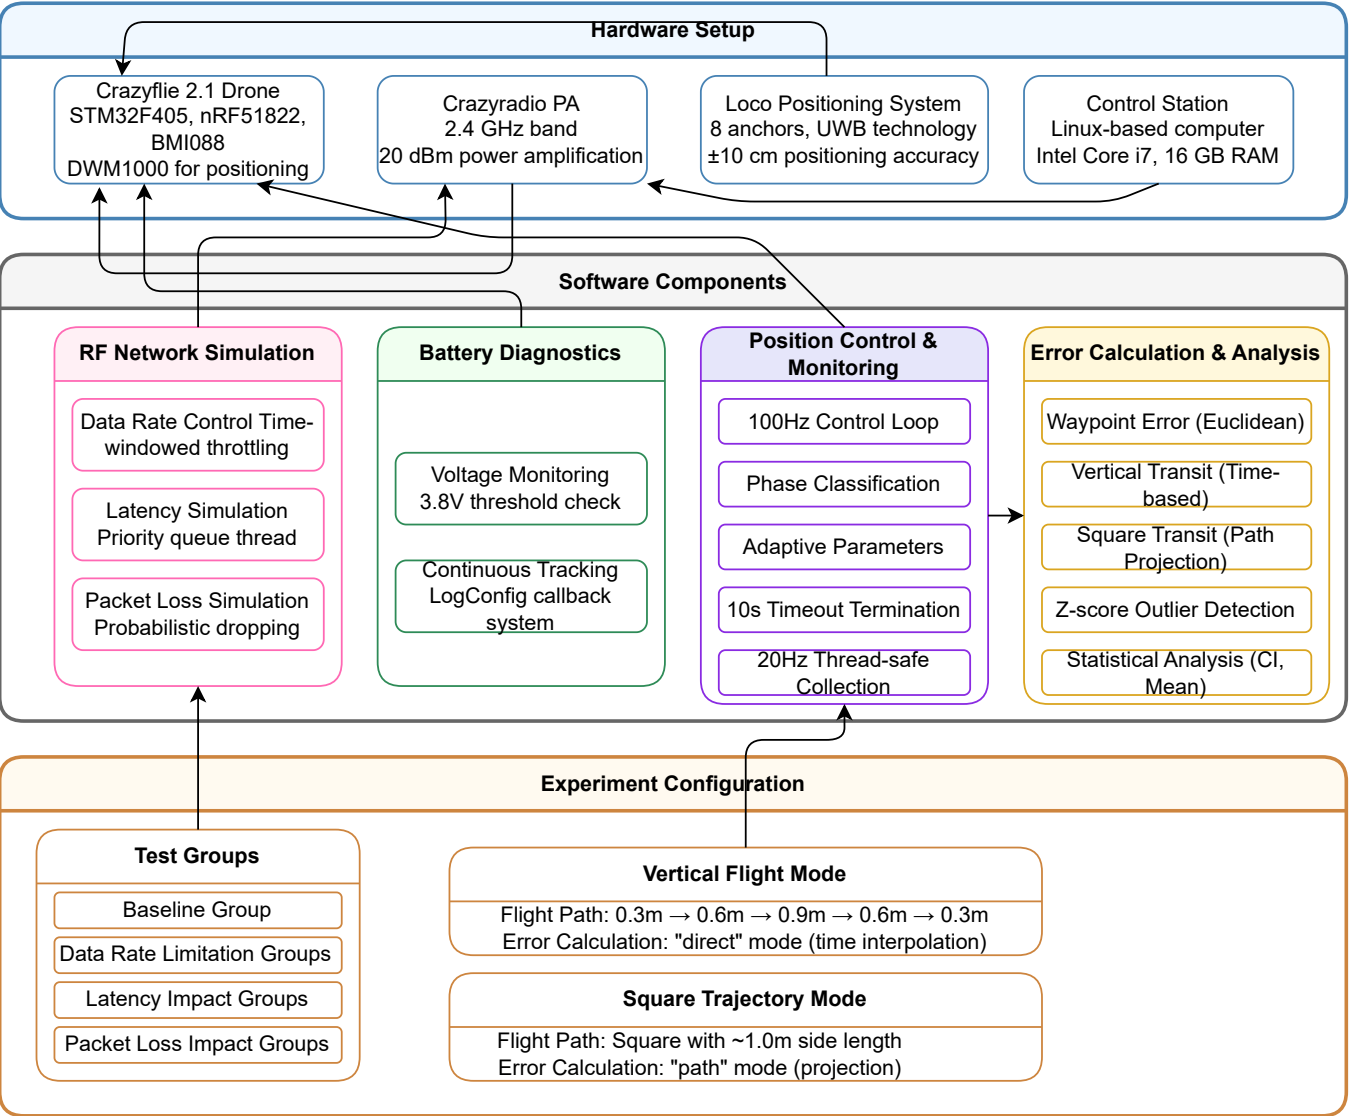 Hardware Setup
Crazyflie 2.1 Drone
STM32F405, nRF51822,
BMI088
DWM1000 for positioning
Crazyradio PA
2.4 GHz band
20 dBm power amplification
Loco Positioning System
8 anchors, UWB technology
±10 cm positioning accuracy
Control Station
Linux-based computer
Intel Core i7, 16 GB RAM
Software Components
RF Network Simulation
Data Rate Control Time-
windowed throttling
Latency Simulation
Priority queue thread
Packet Loss Simulation
Probabilistic dropping
Battery Diagnostics
Voltage Monitoring
3.8V threshold check
Continuous Tracking
LogConfig callback
system
Position Control &
Monitoring
100Hz Control Loop
Phase Classification
Adaptive Parameters
10s Timeout Termination
20Hz Thread-safe
Collection
Error Calculation & Analysis
Waypoint Error (Euclidean)
Vertical Transit (Time-
based)
Square Transit (Path
Projection)
Z-score Outlier Detection
Statistical Analysis (CI,
Mean)
Experiment Configuration
Test Groups
Baseline Group
Data Rate Limitation Groups
Latency Impact Groups
Packet Loss Impact Groups
Vertical Flight Mode
Flight Path: 0.3m → 0.6m → 0.9m → 0.6m → 0.3m
Error Calculation: "direct" mode (time interpolation)
Square Trajectory Mode
Flight Path: Square with ~1.0m side length
Error Calculation: "path" mode (projection)